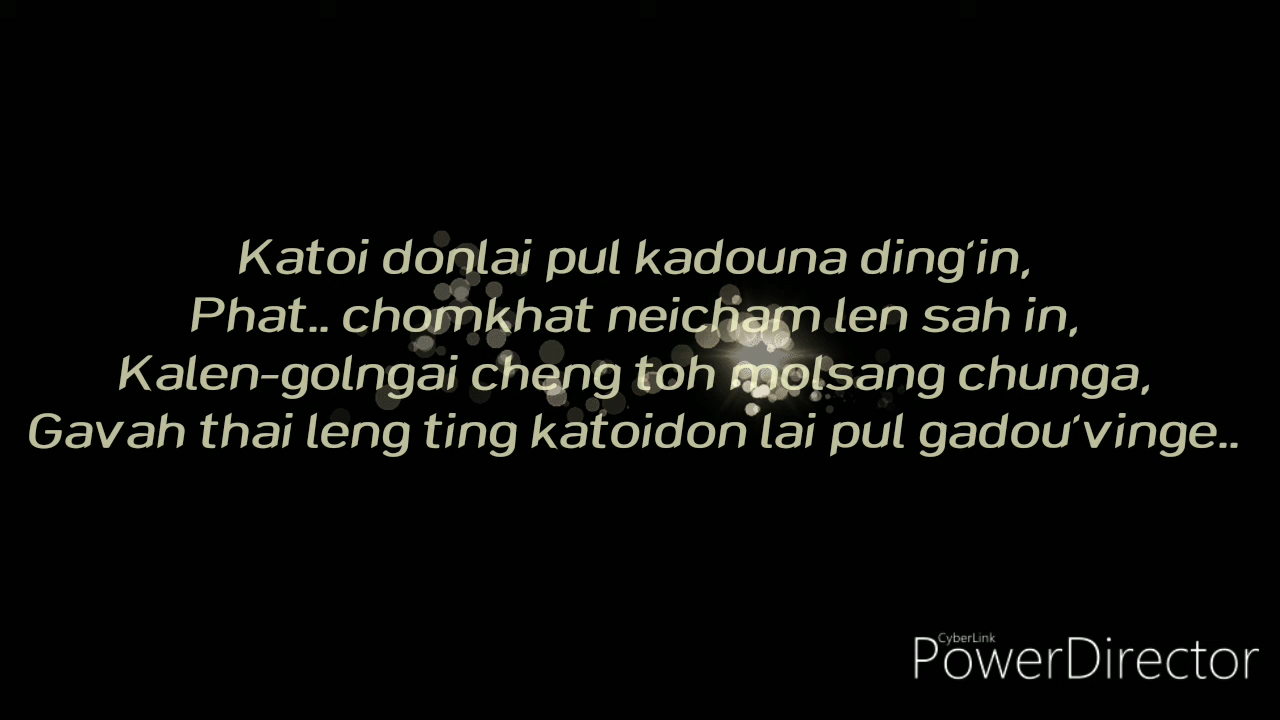 Katoi donlai pul kadouna ding'in,
Phat.. chomkhat neicham len sah in,
Kalen-golngai cheng toh molsang chunga,
Gavah thai leng ting katoidon lai pul gadou'vinge..
CyberLink
PowerDirector